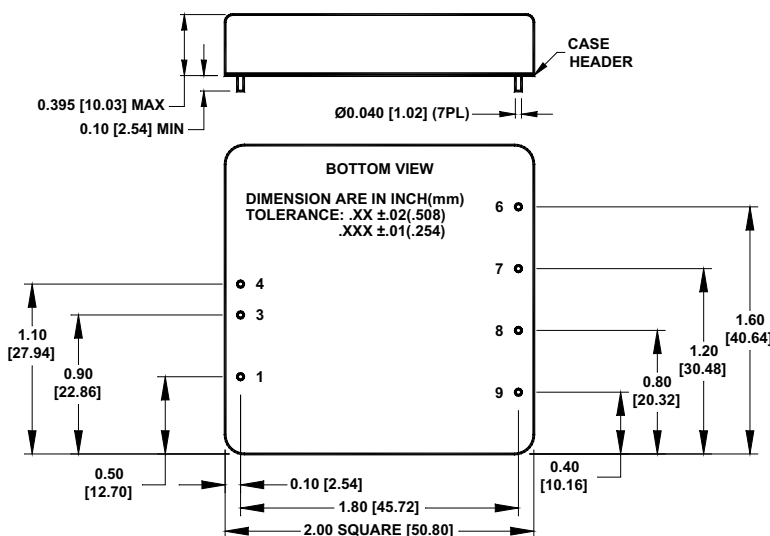 CASE
HEADER
0.395 [10.03] MAX
0.10 [2.54] MIN
Ø0.040 [1.02] (7PL)
BOTTOM VIEW
DIMENSION ARE IN INCH(mm)
TOLERANCE: .XX ±.02(.508)
.XXX ±.01(.254)
6
7
8
9
4
3
1
1.10
[27.94]
0.90
[22.86]
0.50
[12.70]
1.60
[40.64]
1.20
[30.48]
0.80
[20.32]
0.40
[10.16]
0.10 [2.54]
1.80 [45.72]
2.00 SQUARE [50.80]